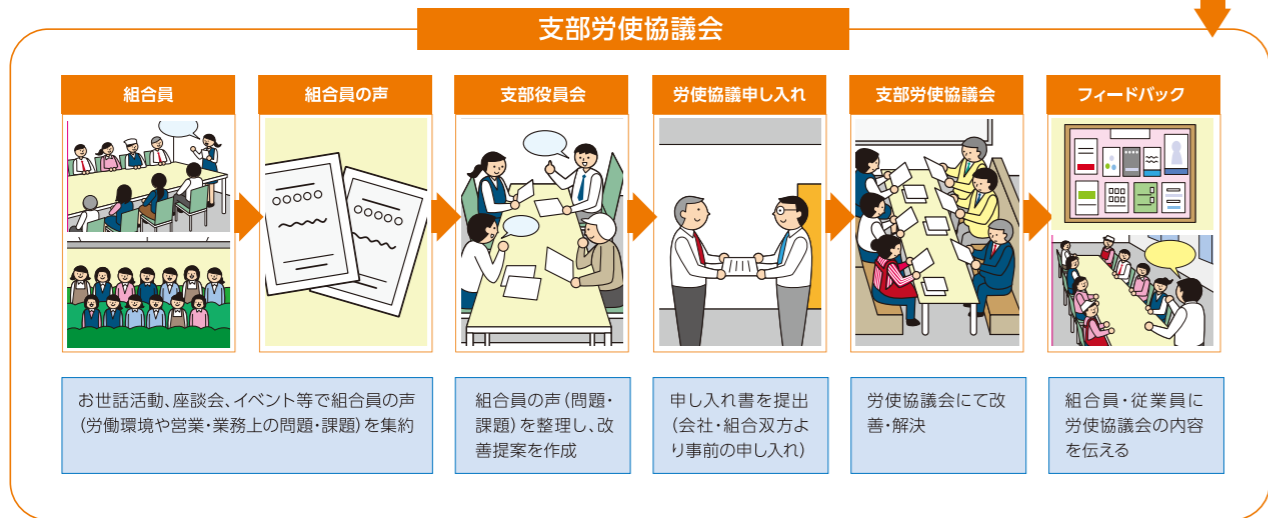 支部労使協議会
組合員
組合員の声
支部役員会
労使協議申し入れ
支部労使協議会
フィードバック
お世話活動、座談会、イベント等で組合員の声
(労働環境や営業・業務上の問題・課題)を集約
組合員の声(問題・
課題)を整理し、改
善提案を作成
申し入れ書を提出
(会社・組合双方よ
り事前の申し入れ)
労使協議会にて改
善・解決
組合員・従業員に
労使協議会の内容
を伝える